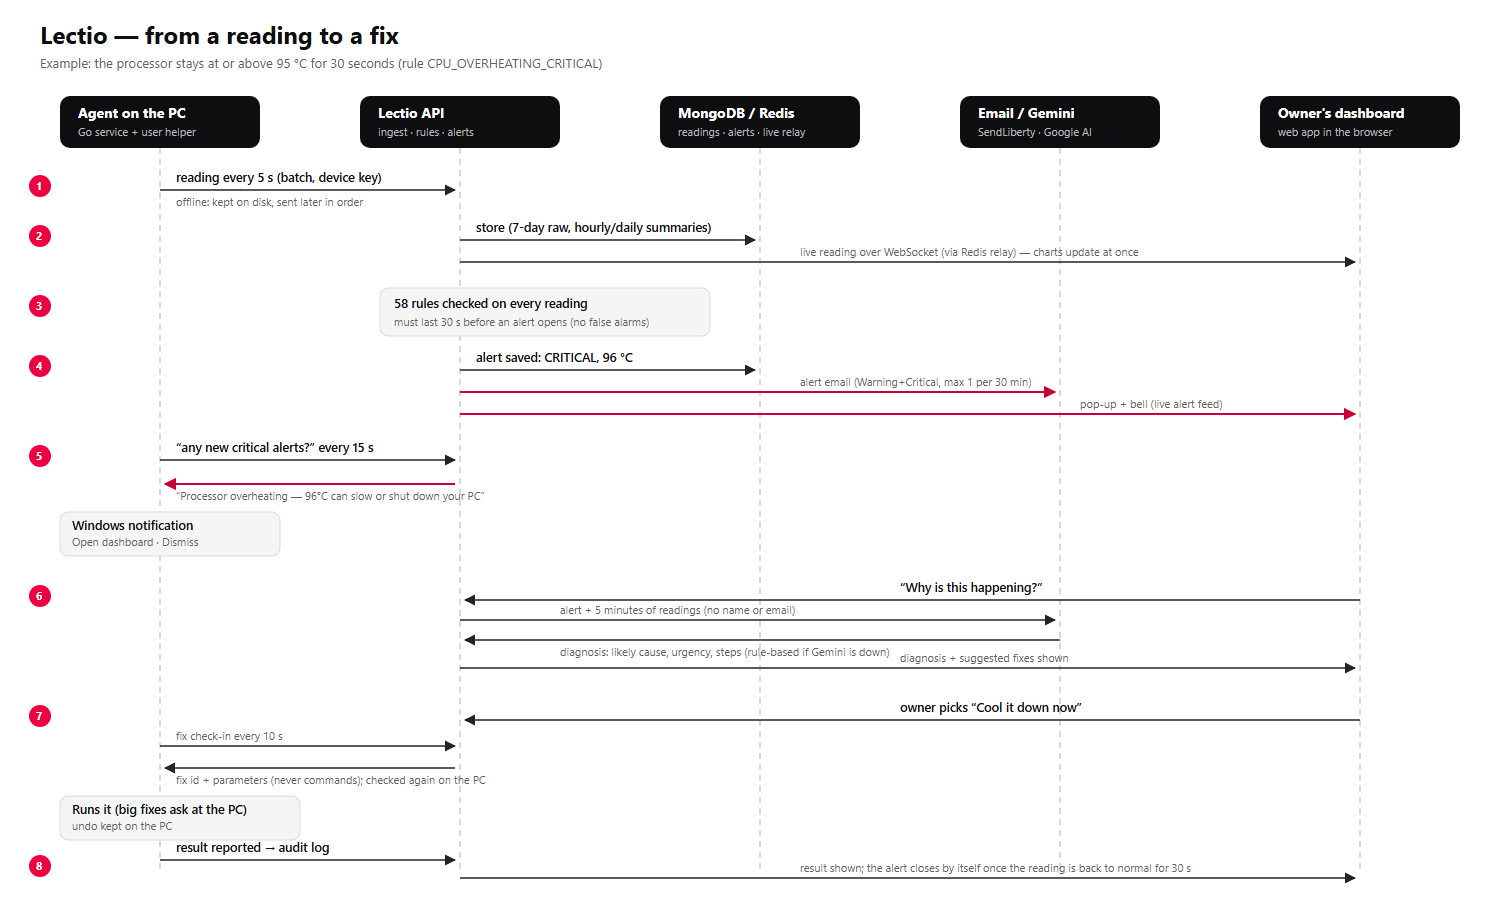 Lectio — from a reading to a fix
Example: the processor stays at or above 95 °C for 30 seconds (rule CPU_OVERHEATING_CRITICAL)
Agent on the PC
Go service + user helper
Lectio API
ingest · rules · alerts
MongoDB / Redis
readings · alerts · live relay
Email / Gemini
SendLiberty · Google AI
Owner's dashboard
web app in the browser
1
reading every 5 s (batch, device key)
offline: kept on disk, sent later in order
2
store (7-day raw, hourly/daily summaries)
live reading over WebSocket (via Redis relay) — charts update at once
3
58 rules checked on every reading
must last 30 s before an alert opens (no false alarms)
4
alert saved: CRITICAL, 96 °C
alert email (Warning+Critical, max 1 per 30 min)
pop-up + bell (live alert feed)
5
“any new critical alerts?” every 15 s
“Processor overheating — 96°C can slow or shut down your PC”
Windows notification
Open dashboard · Dismiss
6
“Why is this happening?”
alert + 5 minutes of readings (no name or email)
diagnosis: likely cause, urgency, steps (rule-based if Gemini is down)
diagnosis + suggested fixes shown
7
owner picks “Cool it down now”
fix check-in every 10 s
fix id + parameters (never commands); checked again on the PC
Runs it (big fixes ask at the PC)
undo kept on the PC
8
result reported → audit log
result shown; the alert closes by itself once the reading is back to normal for 30 s